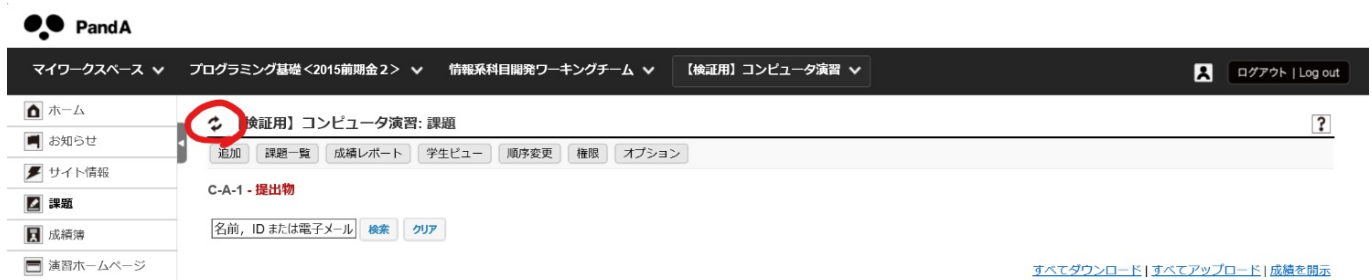 PandA
マイワークスペース プログラミング基礎<2015前期金2> 情報系科目開発ワーキングチーム 【検証用】コンピュータ演習 ログアウト | Log out
ホーム
お知らせ
サイト情報
課題
成績簿
演習ホームページ
検証用】コンピュータ演習: 課題 ?
追加 課題一覧 成績レポート 学生ビュー 順序変更 権限 オプション
C-A-1 - 提出物
名前, ID または電子メール 検索 クリア
すべてダウンロード | すべてアップロード | 成績を開示